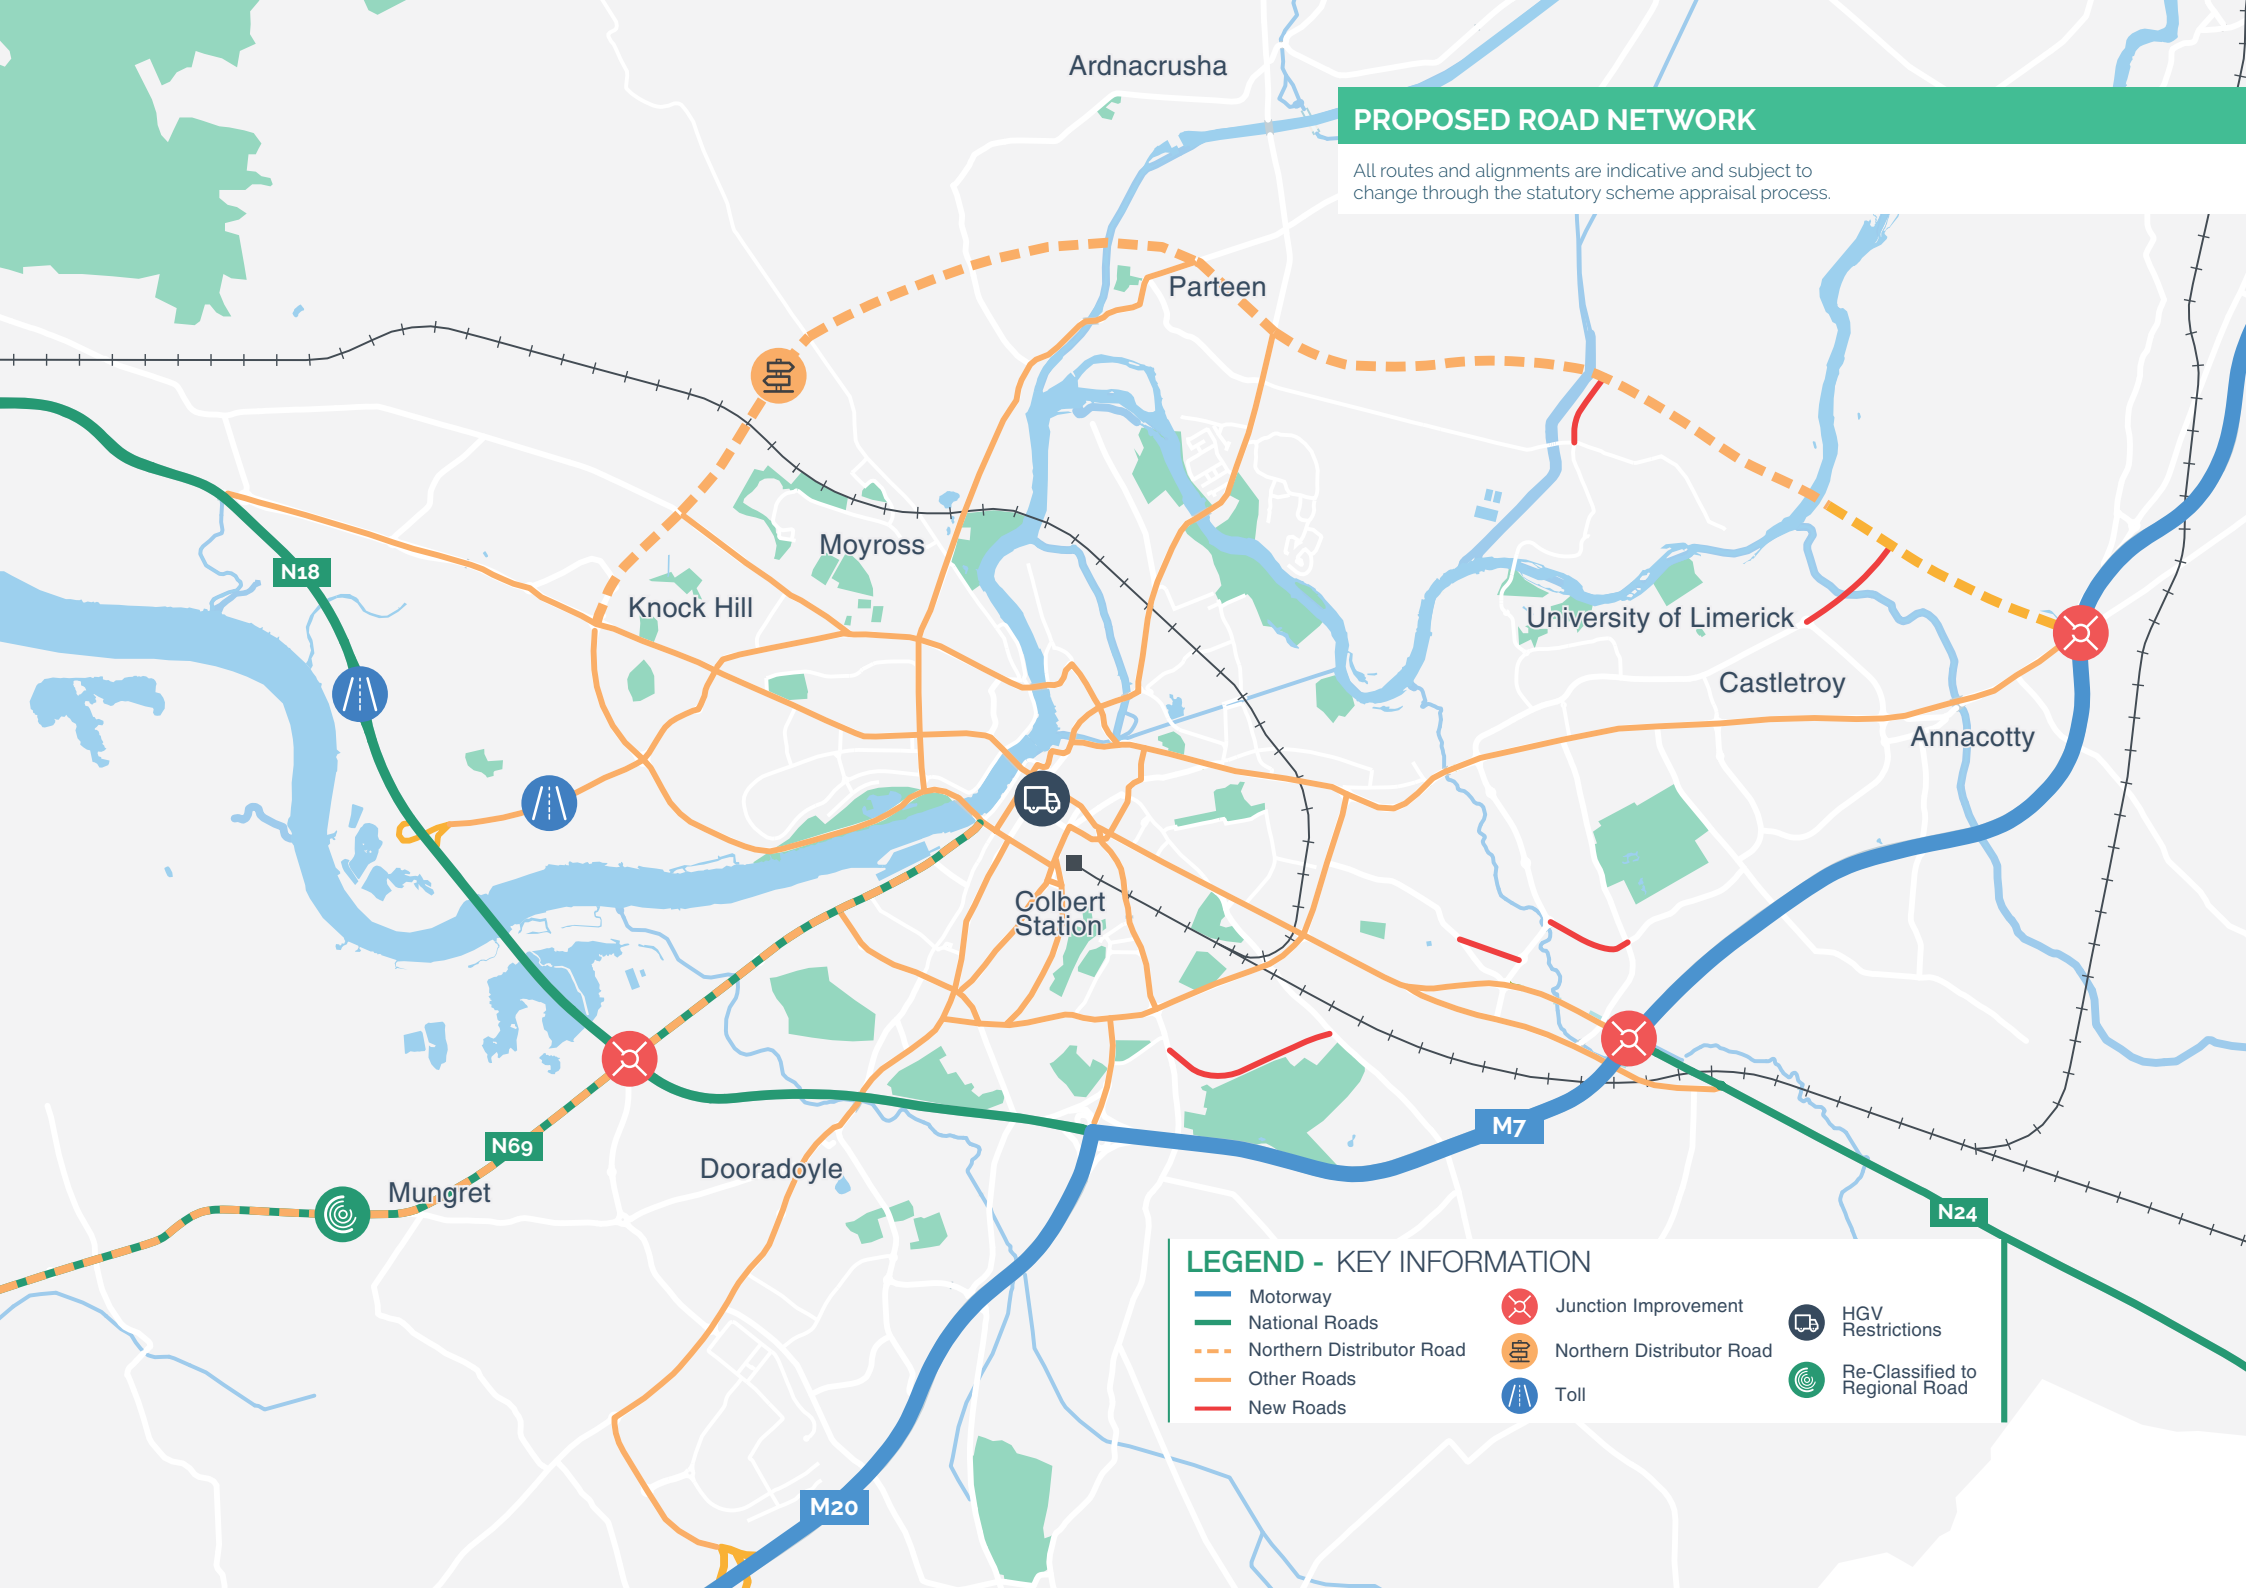 Ardnacrusha
PROPOSED ROAD NETWORK
All routes and alignments are indicative and subject to
change through the statutory scheme appraisal process.
Parteen
Moyross
N18
Knock Hill
University of Limerick
Castletroy
Annacotty
Colbert
Station
M7
N69
Dooradoyle
Mungret
N24
LEGEND - KEY INFORMATION
Motorway
National Roads
Northern Distributor Road
Other Roads
New Roads
Junction Improvement
Northern Distributor Road
Toll
HGV
Restrictions
Re-Classified to
Regional Road
M20